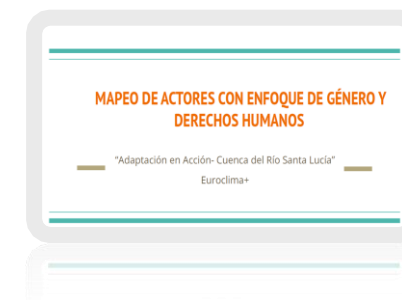 MAPEO DE ACTORES CON ENFOQUE DE GÉNERO Y
DERECHOS HUMANOS
“Adaptación en Acción- Cuenca del Río Santa Lucía”
Euroclima+